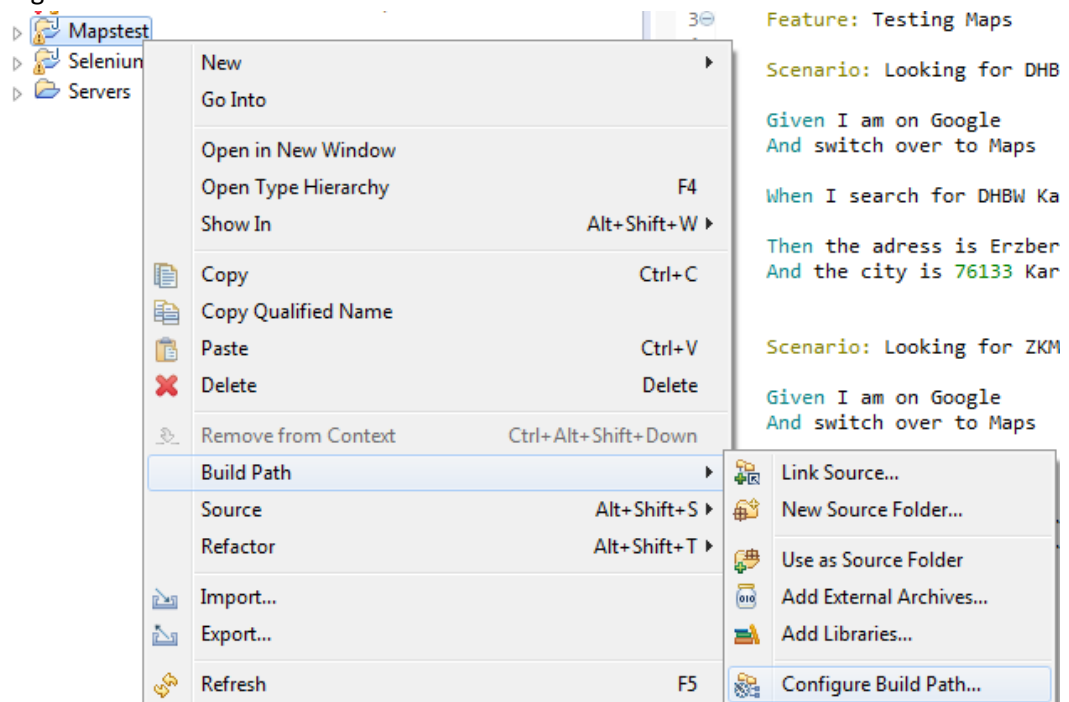 Mapstest
Selenium
Servers
New
Go Into
Open in New Window
Open Type Hierarchy F4
Show In Alt+Shift+W
Copy Ctrl+C
Copy Qualified Name
Paste Ctrl+V
Delete Delete
Remove from Context Ctrl+Alt+Shift+Down
Build Path
Source Alt+Shift+S
Refactor Alt+Shift+T
Import...
Export...
Refresh F5
Link Source...
New Source Folder...
Use as Source Folder
Add External Archives...
Add Libraries...
Configure Build Path...
3
Feature: Testing Maps
Scenario: Looking for DHB
Given I am on Google
And switch over to Maps
When I search for DHBW Ka
Then the adress is Erzber
And the city is 76133 Kar
Scenario: Looking for ZKM
Given I am on Google
And switch over to Maps